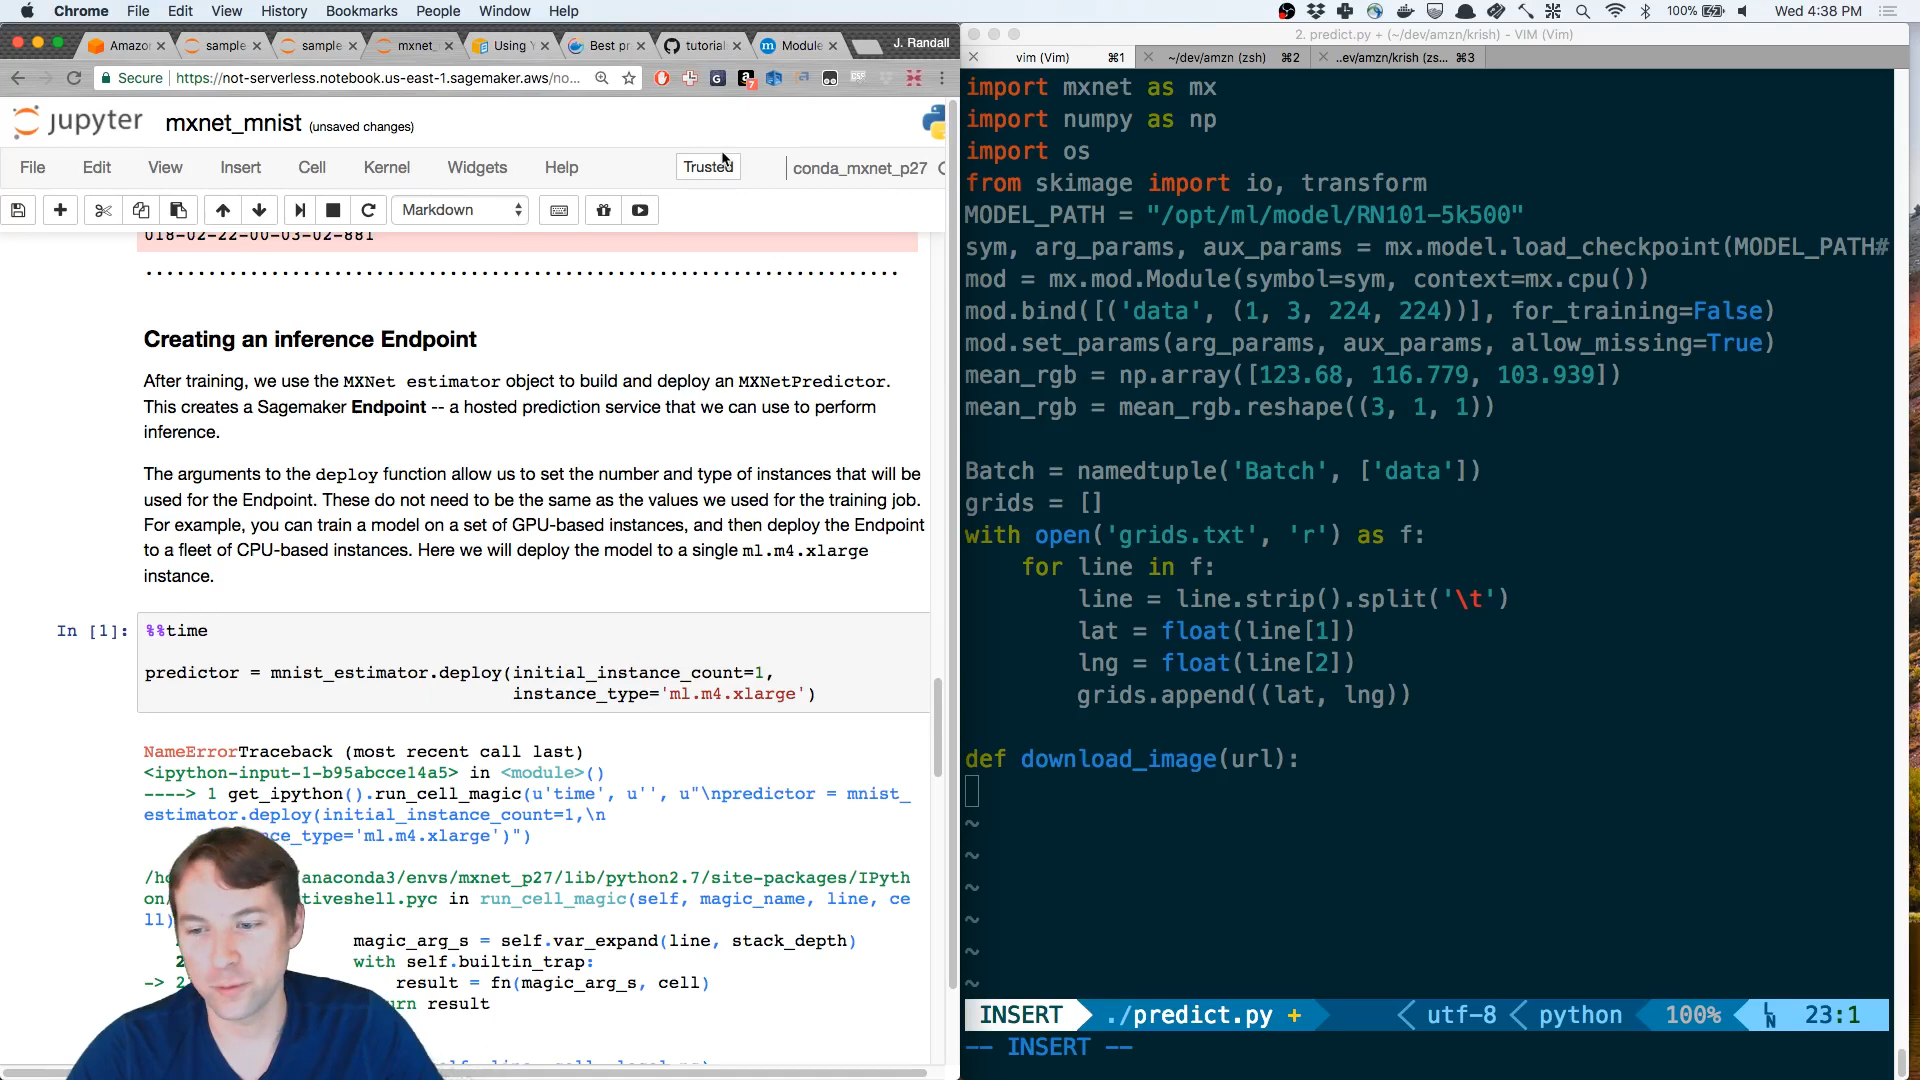 Chrome File Edit View History Bookmarks People Window Help 100% Wed 4:38 PM
Amazon sample sample mxnet_ Using Y Best pr tutorial Module J. Randall
Secure https://not-serverless.notebook.us-east-1.sagemaker.aws/no...
jupyter mxnet_mnist (unsaved changes)
File Edit View Insert Cell Kernel Widgets Help Trusted conda_mxnet_p27
Markdown
018-02-22-00-03-02-881
........................................................................
Creating an inference Endpoint
After training, we use the MXNet estimator object to build and deploy an MXNetPredictor.
This creates a Sagemaker Endpoint -- a hosted prediction service that we can use to perform
inference.
The arguments to the deploy function allow us to set the number and type of instances that will be
used for the Endpoint. These do not need to be the same as the values we used for the training job.
For example, you can train a model on a set of GPU-based instances, and then deploy the Endpoint
to a fleet of CPU-based instances. Here we will deploy the model to a single ml.m4.xlarge
instance.
In [1]: %%time
predictor = mnist_estimator.deploy(initial_instance_count=1,
instance_type='ml.m4.xlarge')
NameErrorTraceback (most recent call last)
<ipython-input-1-b95abcce14a5> in <module>()
----> 1 get_ipython().run_cell_magic(u'time', u'', u"\npredictor = mnist_
estimator.deploy(initial_instance_count=1,\n
ce_type='ml.m4.xlarge')")
anaconda3/envs/mxnet_p27/lib/python2.7/site-packages/IPyth
on/ tiveshell.pyc in run_cell_magic(self, magic_name, line, ce
ll)
magic_arg_s = self.var_expand(line, stack_depth)
with self.builtin_trap:
-> result = fn(magic_arg_s, cell)
result
2. predict.py + (~/dev/amzn/krish) - VIM (Vim)
vim (Vim) ⌘1 ~/dev/amzn (zsh) ⌘2 ..ev/amzn/krish (zs... ⌘3
import mxnet as mx
import numpy as np
import os
from skimage import io, transform
MODEL_PATH = "/opt/ml/model/RN101-5k500"
sym, arg_params, aux_params = mx.model.load_checkpoint(MODEL_PATH#
mod = mx.mod.Module(symbol=sym, context=mx.cpu())
mod.bind([('data', (1, 3, 224, 224))], for_training=False)
mod.set_params(arg_params, aux_params, allow_missing=True)
mean_rgb = np.array([123.68, 116.779, 103.939])
mean_rgb = mean_rgb.reshape((3, 1, 1))
Batch = namedtuple('Batch', ['data'])
grids = []
with open('grids.txt', 'r') as f:
for line in f:
line = line.strip().split('\t')
lat = float(line[1])
lng = float(line[2])
grids.append((lat, lng))
def download_image(url):
~
~
~
~
~
~
INSERT ./predict.py + utf-8 python 100% LN 23:1
-- INSERT --